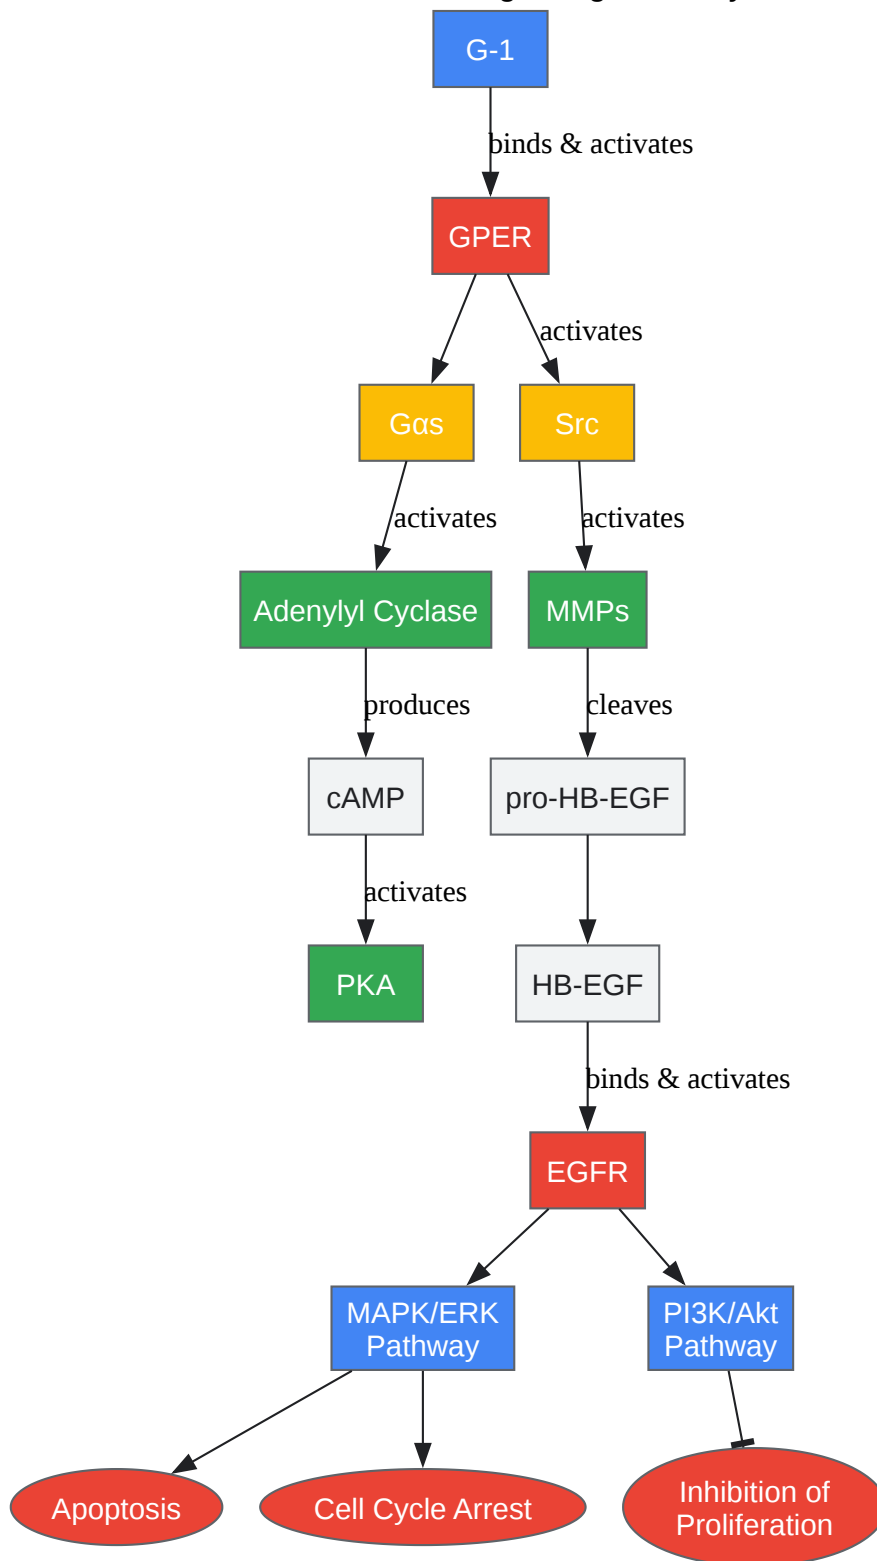 G-1
binds & activates
GPER
activates
Gαs
Src
activates
activates
Adenylyl Cyclase
MMPs
produces
cleaves
cAMP
pro-HB-EGF
activates
PKA
HB-EGF
binds & activates
EGFR
MAPK/ERK
Pathway
PI3K/Akt
Pathway
Apoptosis
Cell Cycle Arrest
Inhibition of
Proliferation